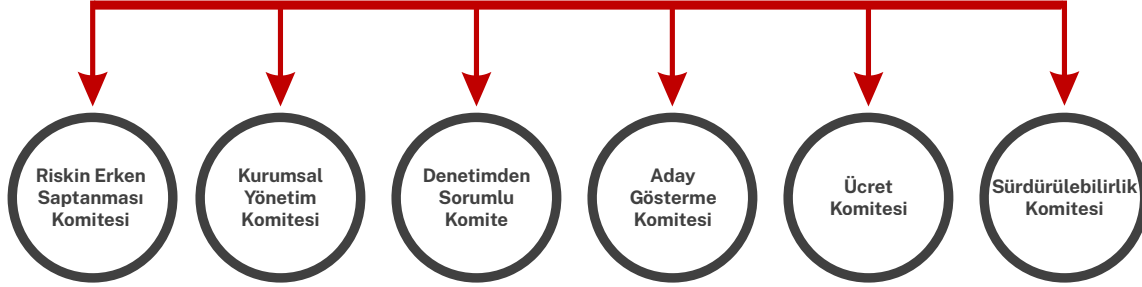 Riskin Erken
Saptanması
Komitesi
Kurumsal
Yönetim
Komitesi
Denetimden
Sorumlu
Komite
Aday
Gösterme
Komitesi
Ücret
Komitesi
Sürdürülebilirlik
Komitesi